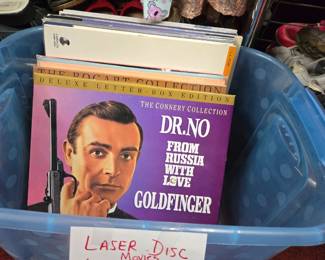 THE BOGART COLLECTION
DELUXE LETTER-BOX EDITION
THE CONNERY COLLECTION
DR. NO
FROM
RUSSIA
WITH
LOVE
GOLDFINGER
LASER DISC
MOVIES